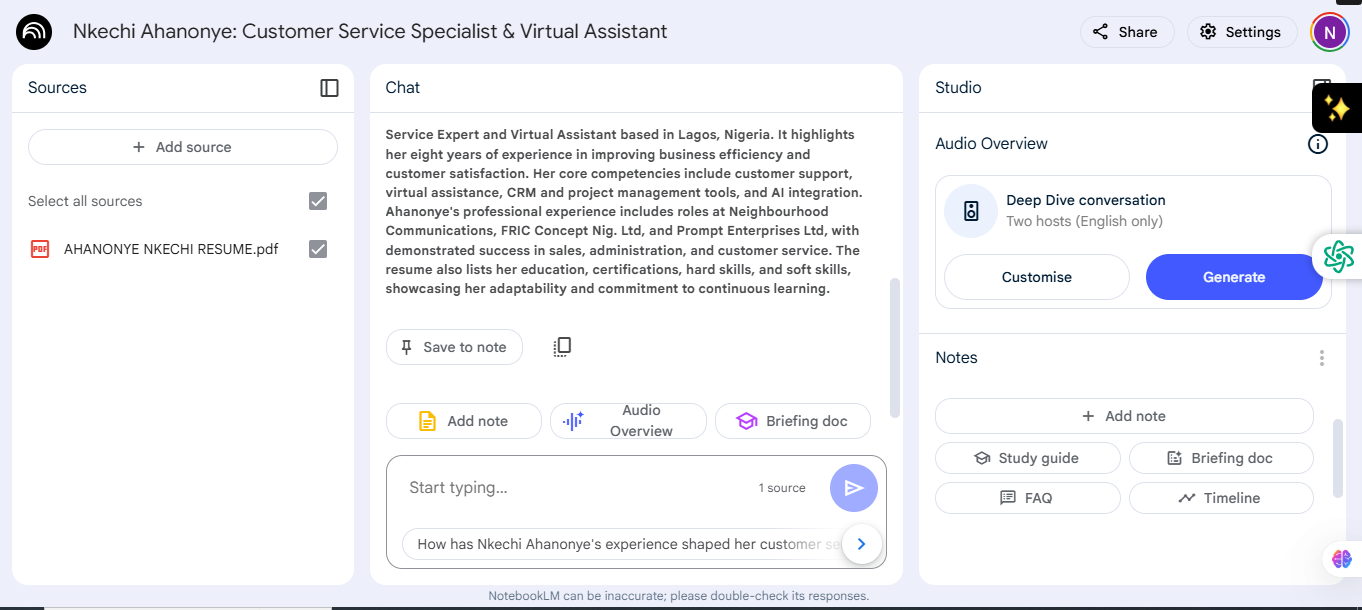 Nkechi Ahanonye: Customer Service Specialist & Virtual Assistant
Share
Settings
N
Sources
Add source
Select all sources
PDF
AHANONYE NKECHI RESUME.pdf
Chat
Service Expert and Virtual Assistant based in Lagos, Nigeria. It highlights
her eight years of experience in improving business efficiency and
customer satisfaction. Her core competencies include customer support,
virtual assistance, CRM and project management tools, and AI integration.
Ahanonye's professional experience includes roles at Neighbourhood
Communications, FRIC Concept Nig. Ltd, and Prompt Enterprises Ltd, with
demonstrated success in sales, administration, and customer service. The
resume also lists her education, certifications, hard skills, and soft skills,
showcasing her adaptability and commitment to continuous learning.
Save to note
Add note
Audio
Overview
Briefing doc
Start typing...
1 source
How has Nkechi Ahanonye's experience shaped her customer se
Studio
Audio Overview
Deep Dive conversation
Two hosts (English only)
Customise
Generate
Notes
Add note
Study guide
Briefing doc
FAQ
Timeline
NotebookLM can be inaccurate; please double-check its responses.